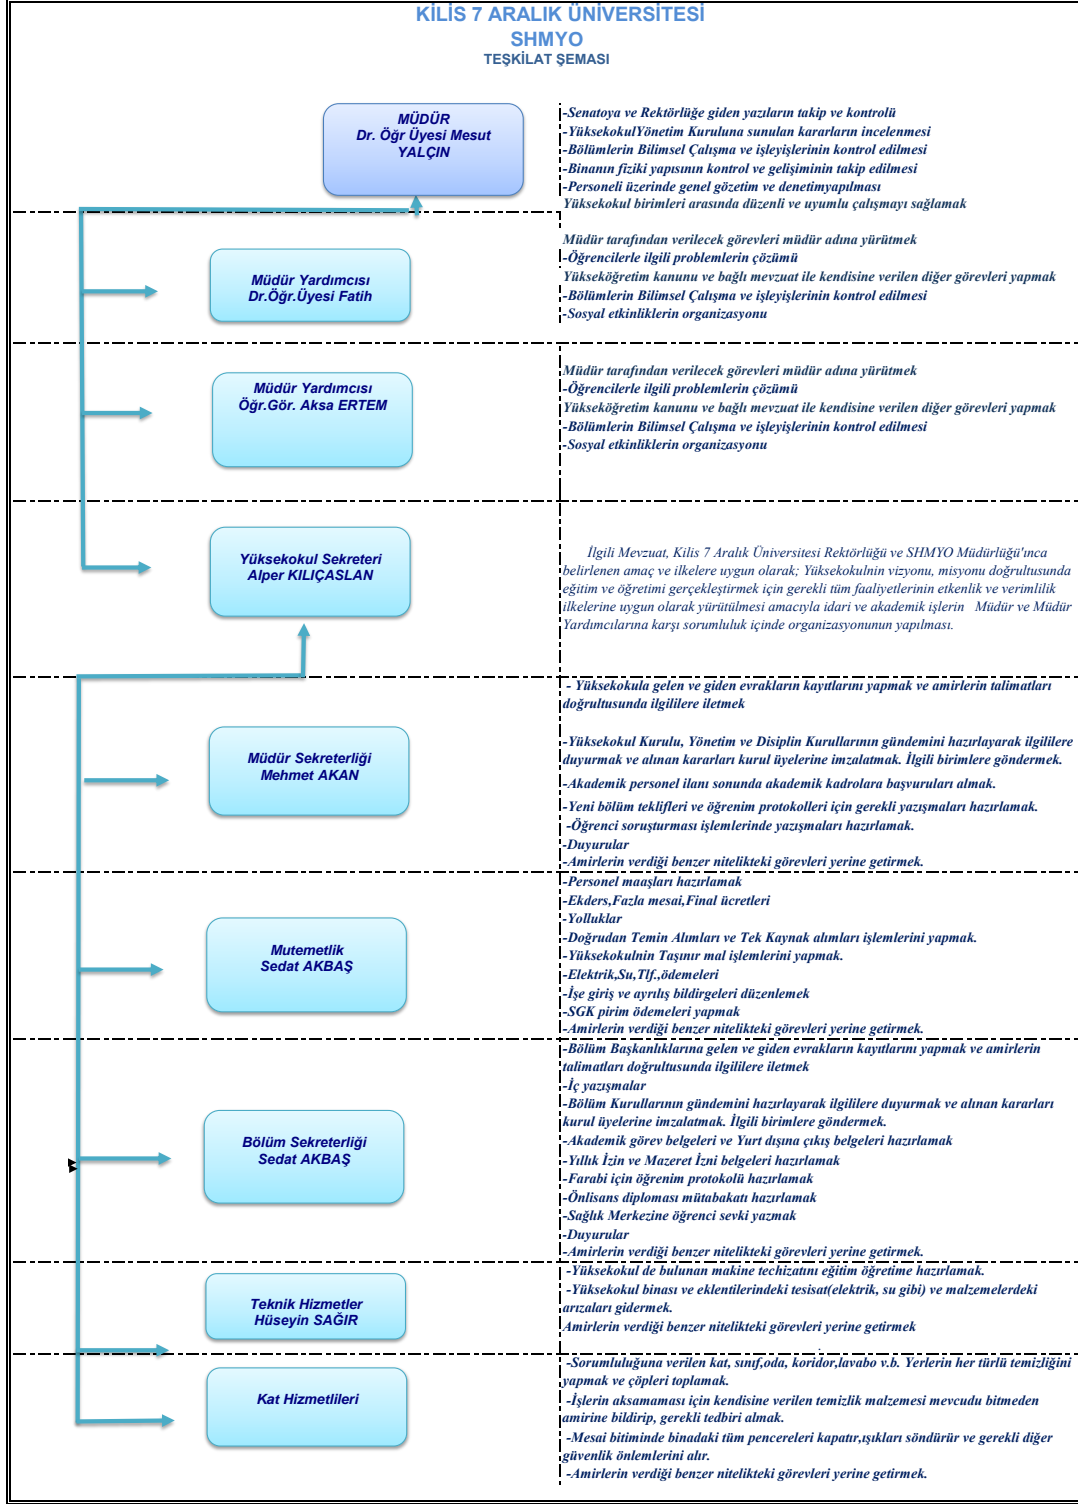 KİLİS 7 ARALIK ÜNİVERSİTESİ
SHMYO
TEŞKİLAT ŞEMASI
MÜDÜR
Dr. Öğr Üyesi Mesut
YALÇIN
-Senatoya ve Rektörlüğe giden yazıların takip ve kontrolü
-YüksekokulYönetim Kuruluna sunulan kararların incelenmesi
-Bölümlerin Bilimsel Çalışma ve işleyişlerinin kontrol edilmesi
-Binanın fiziki yapısının kontrol ve gelişiminin takip edilmesi
-Personeli üzerinde genel gözetim ve denetimyapılması
Yüksekokul birimleri arasında düzenli ve uyumlu çalışmayı sağlamak
Müdür Yardımcısı
Dr.Öğr.Üyesi Fatih
Müdür tarafından verilecek görevleri müdür adına yürütmek
-Öğrencilerle ilgili problemlerin çözümü
Yükseköğretim kanunu ve bağlı mevzuat ile kendisine verilen diğer görevleri yapmak
-Bölümlerin Bilimsel Çalışma ve işleyişlerinin kontrol edilmesi
-Sosyal etkinliklerin organizasyonu
Müdür Yardımcısı
Öğr.Gör. Aksa ERTEM
Müdür tarafından verilecek görevleri müdür adına yürütmek
-Öğrencilerle ilgili problemlerin çözümü
Yükseköğretim kanunu ve bağlı mevzuat ile kendisine verilen diğer görevleri yapmak
-Bölümlerin Bilimsel Çalışma ve işleyişlerinin kontrol edilmesi
-Sosyal etkinliklerin organizasyonu
Yüksekokul Sekreteri
Alper KILIÇASLAN
İlgili Mevzuat, Kilis 7 Aralık Üniversitesi Rektörlüğü ve SHMYO Müdürlüğü'ınca
belirlenen amaç ve ilkelere uygun olarak; Yüksekokulnin vizyonu, misyonu doğrultusunda
eğitim ve öğretimi gerçekleştirmek için gerekli tüm faaliyetlerinin etkenlik ve verimlilik
ilkelerine uygun olarak yürütülmesi amacıyla idari ve akademik işlerin Müdür ve Müdür
Yardımcılarına karşı sorumluluk içinde organizasyonunun yapılması.
Müdür Sekreterliği
Mehmet AKAN
- Yüksekokula gelen ve giden evrakların kayıtlarını yapmak ve amirlerin talimatları
doğrultusunda ilgililere iletmek
-Yüksekokul Kurulu, Yönetim ve Disiplin Kurullarının gündemini hazırlayarak ilgililere
duyurmak ve alınan kararları kurul üyelerine imzalatmak. İlgili birimlere göndermek.
-Akademik personel ilanı sonunda akademik kadrolara başvuruları almak.
-Yeni bölüm teklifleri ve öğrenim protokolleri için gerekli yazışmaları hazırlamak.
-Öğrenci soruşturması işlemlerinde yazışmaları hazırlamak.
-Duyurular
-Amirlerin verdiği benzer nitelikteki görevleri yerine getirmek.
Mutemetlik
Sedat AKBAŞ
-Personel maaşları hazırlamak
-Ekders,Fazla mesai,Final ücretleri
-Yolluklar
-Doğrudan Temin Alımları ve Tek Kaynak alımları işlemlerini yapmak.
-Yüksekokulnin Taşınır mal işlemlerini yapmak.
-Elektrik,Su,Tlf.,ödemeleri
-İşe giriş ve ayrılış bildirgeleri düzenlemek
-SGK pirim ödemeleri yapmak
-Amirlerin verdiği benzer nitelikteki görevleri yerine getirmek.
Bölüm Sekreterliği
Sedat AKBAŞ
-Bölüm Başkanlıklarına gelen ve giden evrakların kayıtlarını yapmak ve amirlerin
talimatları doğrultusunda ilgililere iletmek
-İç yazışmalar
-Bölüm Kurullarının gündemini hazırlayarak ilgililere duyurmak ve alınan kararları
kurul üyelerine imzalatmak. İlgili birimlere göndermek.
-Akademik görev belgeleri ve Yurt dışına çıkış belgeleri hazırlamak
-Yıllık İzin ve Mazeret İzni belgeleri hazırlamak
-Farabi için öğrenim protokolü hazırlamak
-Önlisans diploması mütabakatı hazırlamak
-Sağlık Merkezine öğrenci sevki yazmak
-Duyurular
-Amirlerin verdiği benzer nitelikteki görevleri yerine getirmek.
Teknik Hizmetler
Hüseyin SAĞIR
-Yüksekokul de bulunan makine techizatını eğitim öğretime hazırlamak.
-Yüksekokul binası ve eklentilerindeki tesisat(elektrik, su gibi) ve malzemelerdeki
arızaları gidermek.
Amirlerin verdiği benzer nitelikteki görevleri yerine getirmek
.
Kat Hizmetlileri
-Sorumluluğuna verilen kat, sınıf,oda, koridor,lavabo v.b. Yerlerin her türlü temizliğini
yapmak ve çöpleri toplamak.
-İşlerin aksamaması için kendisine verilen temizlik malzemesi mevcudu bitmeden
amirine bildirip, gerekli tedbiri almak.
-Mesai bitiminde binadaki tüm pencereleri kapatır,ışıkları söndürür ve gerekli diğer
güvenlik önlemlerini alır.
-Amirlerin verdiği benzer nitelikteki görevleri yerine getirmek.